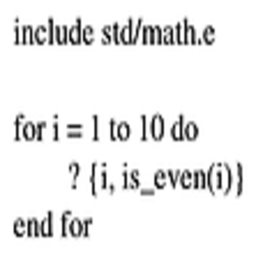 include std/math.e
for i = 1 to 10 do
? {i, is_even(i)}
end for